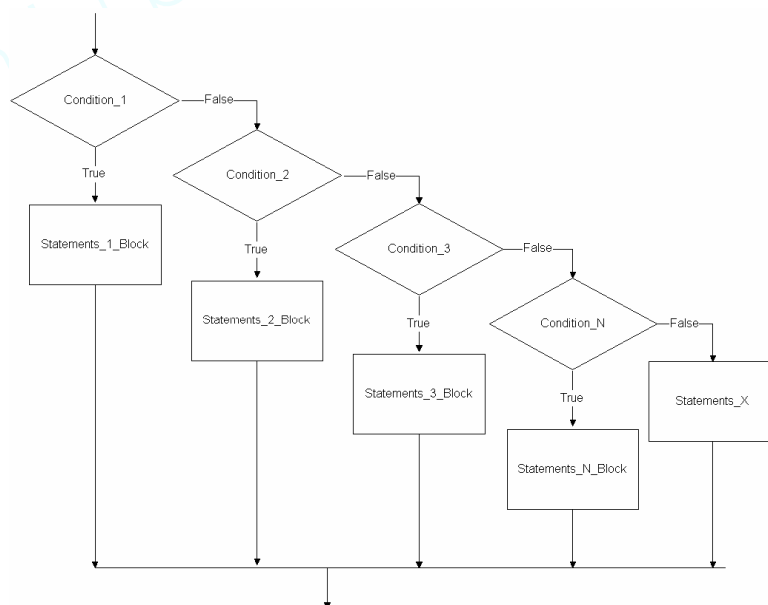 Condition_1
False
True
Condition_2
False
Statements_1_Block
True
Condition_3
False
Statements_2_Block
True
Condition_N
False
Statements_3_Block
True
Statements_X
Statements_N_Block